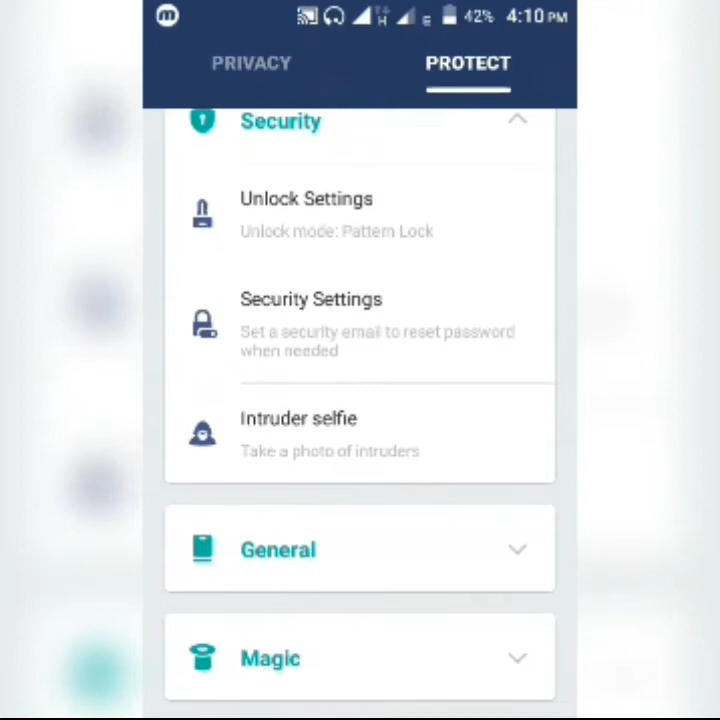 m H E 42% 4:10 PM
PRIVACY PROTECT
Security
Unlock Settings
Unlock mode: Pattern Lock
Security Settings
Set a security email to reset password
when needed
Intruder selfie
Take a photo of intruders
General
Magic